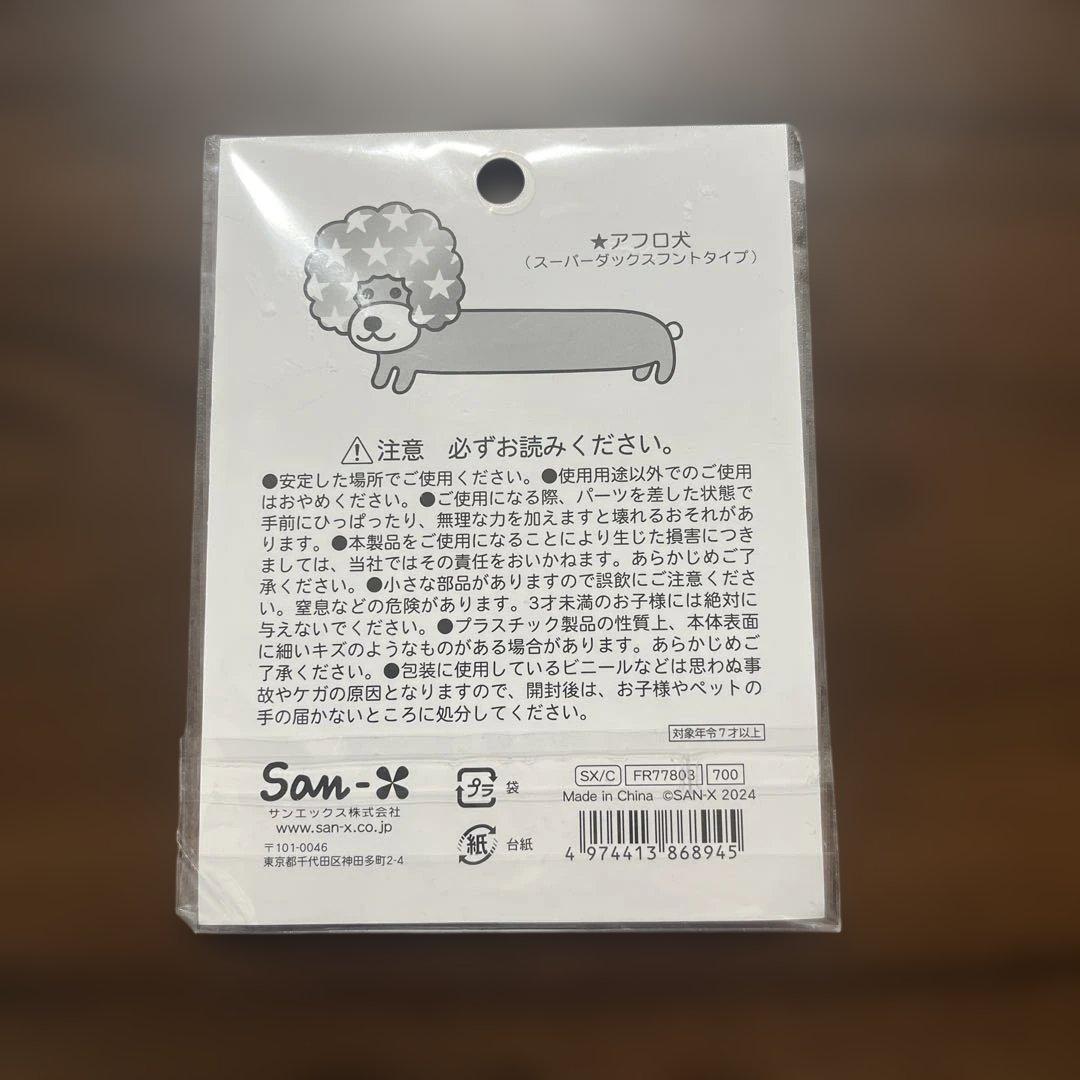 ★アフロ犬
（スーパーダックスフントタイプ）
⚠注意　必ずお読みください。
●安定した場所でご使用ください。●使用用途以外でのご使用
はおやめください。●ご使用になる際、パーツを差した状態で
手前にひっぱったり、無理な力を加えますと壊れるおそれがあ
ります。●本製品をご使用になることにより生じた損害につき
ましては、当社ではその責任をおいかねます。あらかじめご了
承ください。●小さな部品がありますので誤飲にご注意くださ
い。窒息などの危険があります。3才未満のお子様には絶対に
与えないでください。●プラスチック製品の性質上、本体表面
に細いキズのようなものがある場合があります。あらかじめご
了承ください。●包装に使用しているビニールなどは思わぬ事
故やケガの原因となりますので、開封後は、お子様やペットの
手の届かないところに処分してください。
対象年令7才以上
San-X
サンエックス株式会社
www.san-x.co.jp
〒101-0046
東京都千代田区神田多町2-4
プラ 袋
紙 台紙
SX/C FR77803 700
Made in China ©SAN-X 2024
4 974413 868945